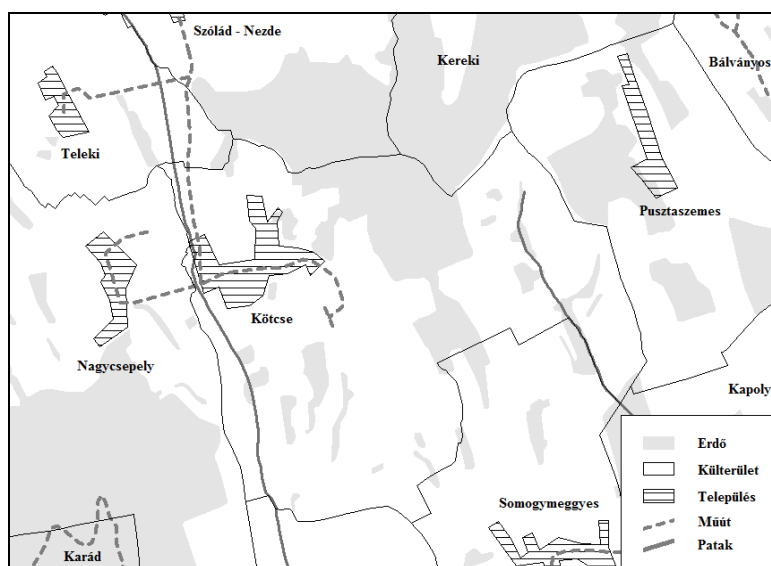 Szólád - Nezde
Kereki
Bálványos
Teleki
Pusztaszemes
Kötcse
Nagycsepely
Kapoly
Erdő
Külterület
Település
Műút
Patak
Somogymeggyes
Karád